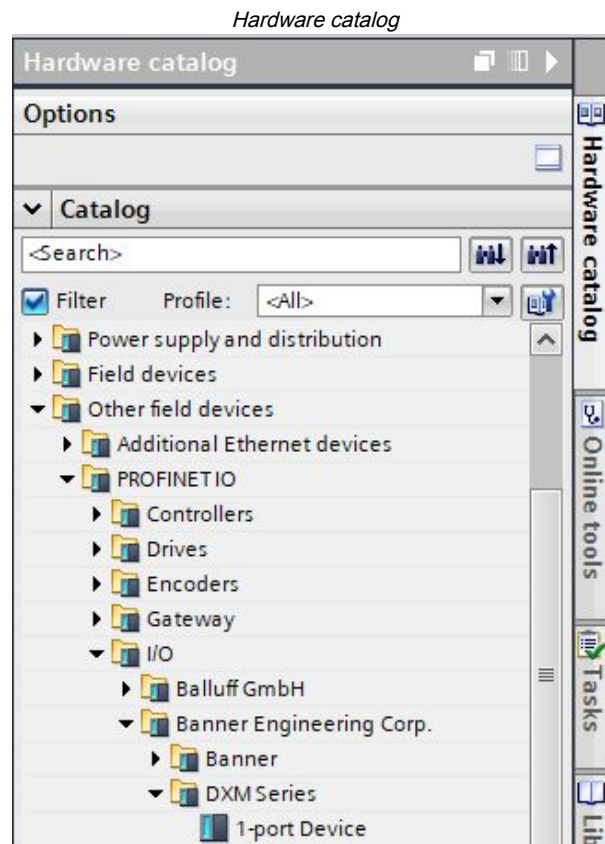 Hardware catalog
Hardware catalog
Options
Catalog
<Search>
Filter Profile: <All>
Power supply and distribution
Field devices
Other field devices
Additional Ethernet devices
PROFINET IO
Controllers
Drives
Encoders
Gateway
I/O
Balluff GmbH
Banner Engineering Corp.
Banner
DXM Series
1-port Device
Hardware catalog
Online tools
Tasks
Lib